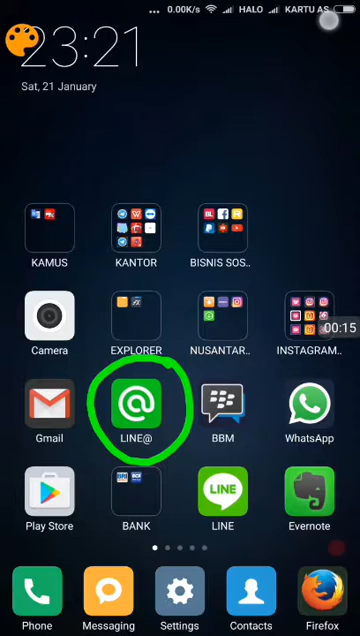 ... 0.00K/s HALO KARTU AS
23:21
Sat, 21 January
KAMUS KANTOR BISNIS SOS..
Camera EXPLORER NUSANTAR.. INSTAGRAM..
00:15
Gmail LINE@ BBM WhatsApp
Play Store BANK LINE Evernote
Phone Messaging Settings Contacts Firefox